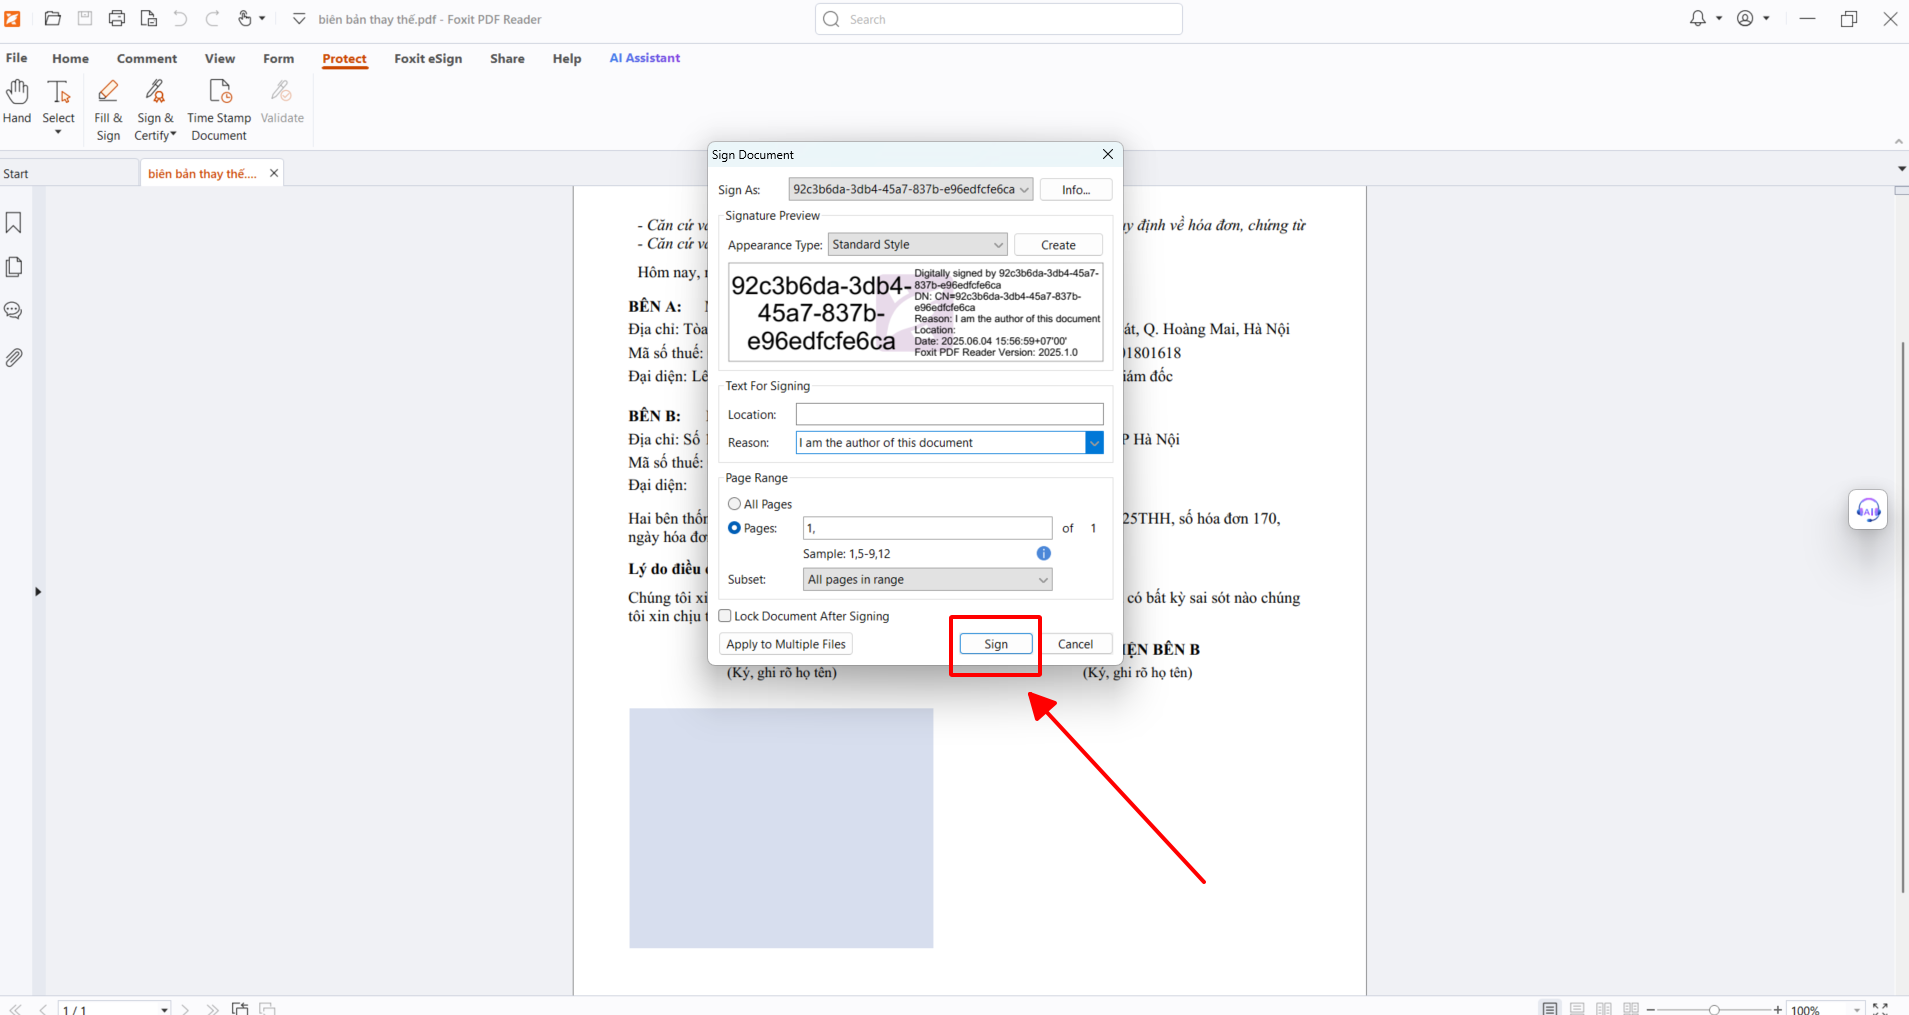 biên bản thay thế.pdf - Foxit PDF Reader
Search
File Home Comment View Form Protect Foxit eSign Share Help AI Assistant
Hand
Select
Fill &
Sign
Sign &
Certify
Time Stamp
Document
Validate
Start
biên bản thay thế....
Sign Document
Sign As: 92c3b6da-3db4-45a7-837b-e96edfcfe6ca Info...
Signature Preview
Appearance Type: Standard Style Create
92c3b6da-3db4-
45a7-837b-
e96edfcfe6ca
Digitally signed by 92c3b6da-3db4-45a7-
837b-e96edfcfe6ca
DN: CN=92c3b6da-3db4-45a7-837b-
e96edfcfe6ca
Reason: I am the author of this document
Location:
Date: 2025.06.04 15:56:59+07'00'
Foxit PDF Reader Version: 2025.1.0
Text For Signing
Location:
Reason: I am the author of this document
Page Range
All Pages
Pages: 1, of 1
Sample: 1,5-9,12
Subset: All pages in range
Lock Document After Signing
Apply to Multiple Files Sign Cancel
- Căn cứ và định về hóa đơn, chứng từ
- Căn cứ
Hôm nay,
BÊN A:
Địa chỉ: Tòa Q. Hoàng Mai, Hà Nội
Mã số thuế: 01801618
Đại diện: Lê đốc
BÊN B:
Địa chỉ: Số 1 P Hà Nội
Mã số thuế:
Đại diện:
Hai bên thống 25THH, số hóa đơn 170,
ngày hóa đơn
Lý do điều
Chúng tôi xin có bất kỳ sai sót nào chúng
tôi xin chịu
BÊN B
(Ký, ghi rõ họ tên) (Ký, ghi rõ họ tên)
AI
1 / 1
100%